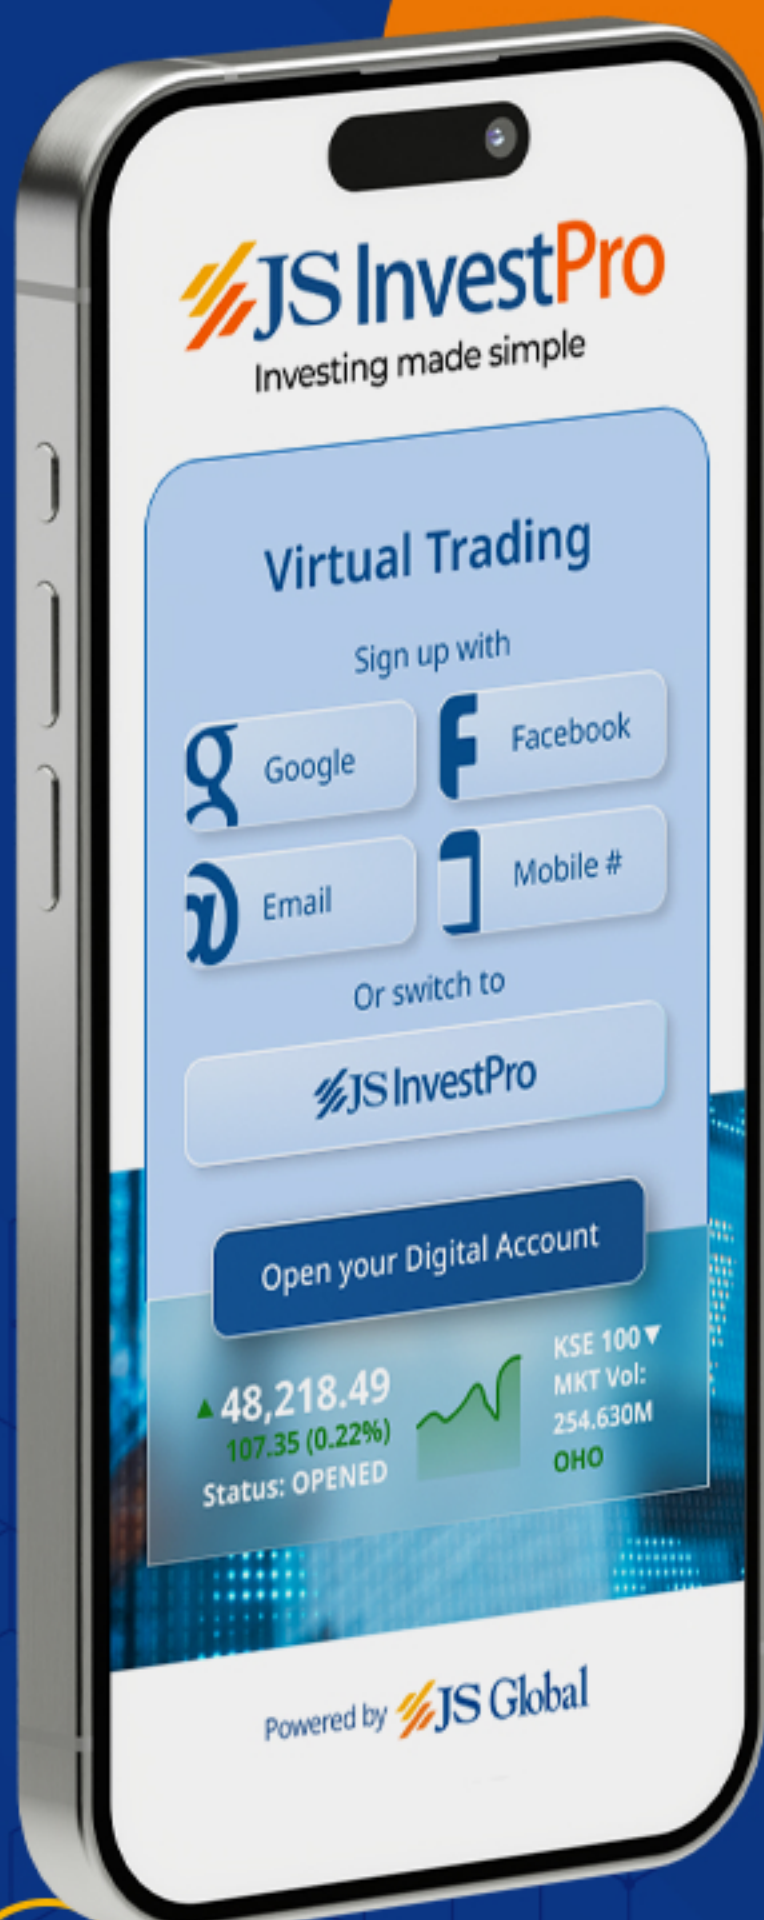 JS InvestPro
Investing made simple
Virtual Trading
Sign up with
Google
Facebook
Email
Mobile #
Or switch to
JS InvestPro
Open your Digital Account
▲48,218.49
107.35 (0.22%)
Status: OPENED
KSE 100▼
MKT Vol:
254.630M
OHO
Powered by JS Global